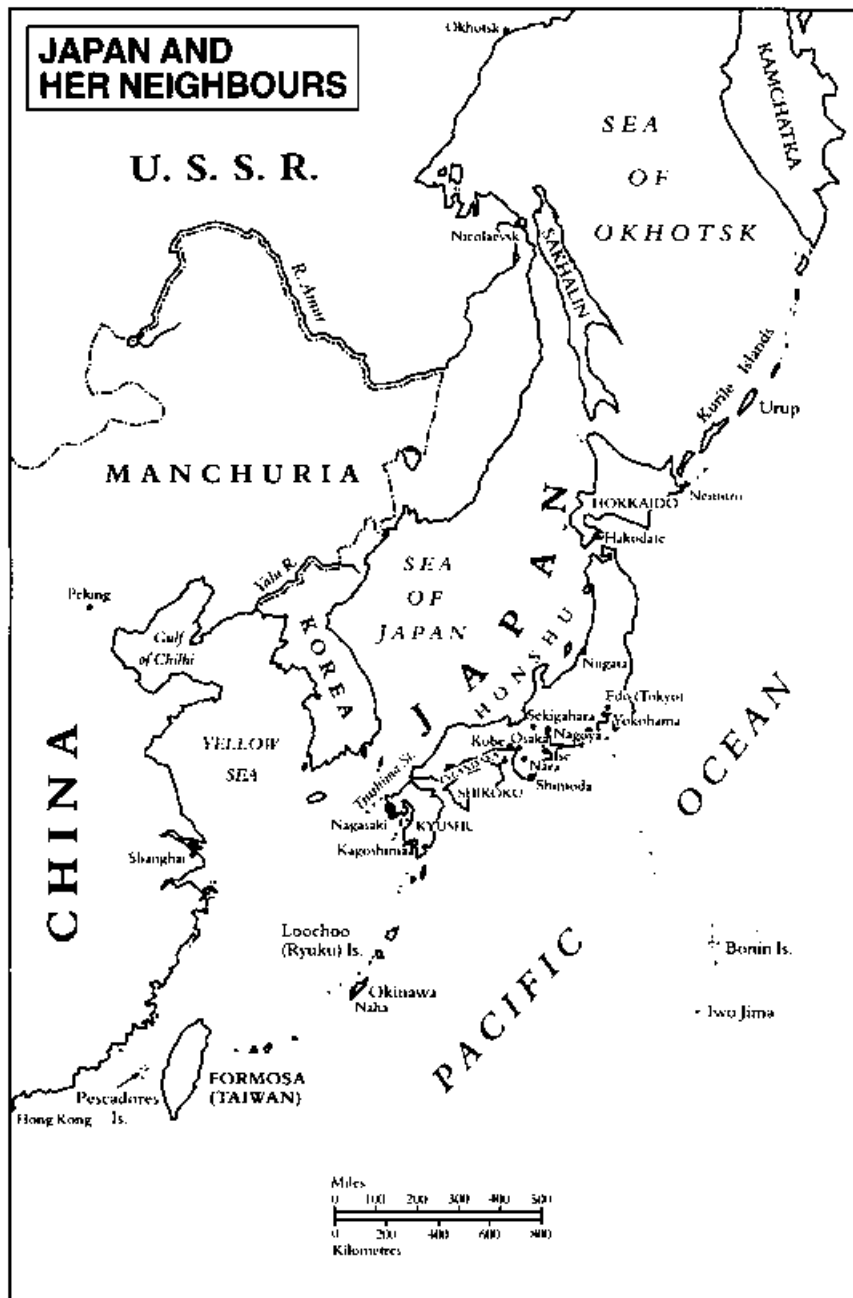 JAPAN AND
HER NEIGHBOURS
Okhotsk
KAMCHATKA
SEA
OF
OKHOTSK
U. S. S. R.
Nicolaevsk
SAKHALIN
R. Amur
Kurile Islands
Urup
MANCHURIA
HOKKAIDO
Nemuro
Hakodate
JAPAN
Yalu R.
SEA
OF
JAPAN
Peking
Gulf
of Chilhi
KOREA
HONSHU
Niigata
Edo (Tokyo)
Sekigahara
Yokohama
Nagoya
Kobe
Osaka
Ise
Nara
Shimoda
YELLOW
SEA
Tsushima St.
SHIKOKU
Nagasaki
KYUSHU
Kagoshima
CHINA
Shanghai
PACIFIC
OCEAN
Loochoo
(Ryuku) Is.
Okinawa
Naha
Bonin Is.
Iwo Jima
FORMOSA
(TAIWAN)
Pescadores
Is.
Hong Kong
Miles
0 100 200 300 400 500
0 200 400 600 800
Kilometres